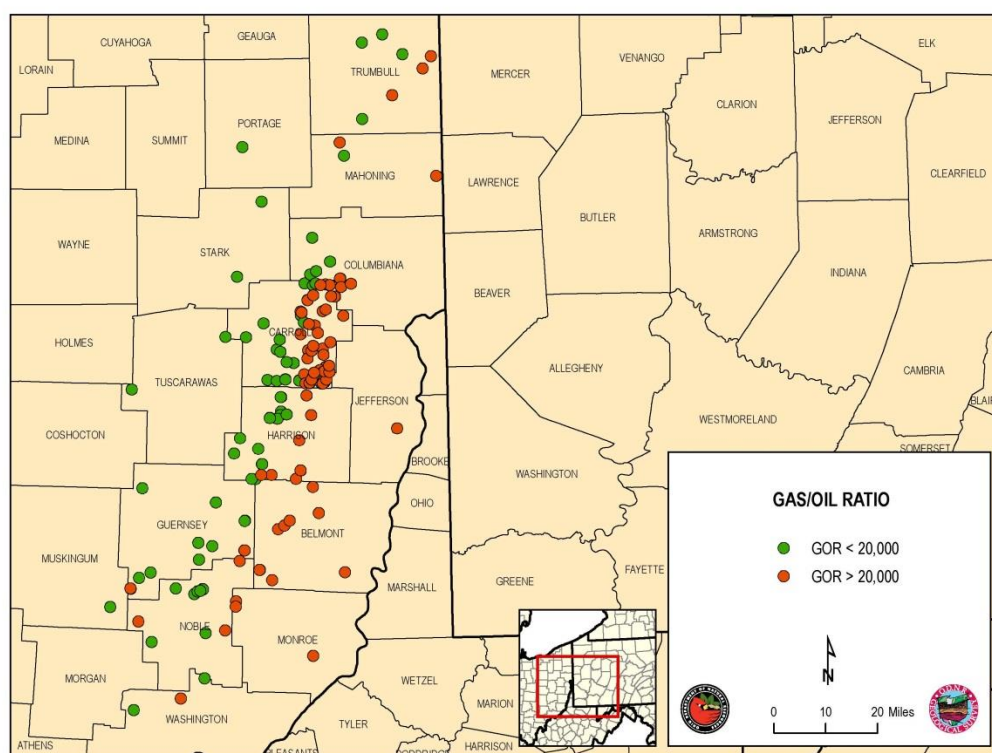 GEAUGA
CUYAHOGA
ELK
VENANGO
LORAIN
TRUMBULL
MERCER
CLARION
PORTAGE
JEFFERSON
MEDINA
SUMMIT
CLEARFIELD
MAHONING
LAWRENCE
BUTLER
ARMSTRONG
WAYNE
STARK
COLUMBIANA
INDIANA
BEAVER
HOLMES
ALLEGHENY
CAMBRIA
TUSCARAWAS
JEFFERSON
BLAIR
WESTMORELAND
COSHOCTON
HARRISON
SOMERSET
BROOKE
WASHINGTON
OHIO
GUERNSEY
BELMONT
MUSKINGUM
FAYETTE
MARSHALL
GREENE
NOBLE
MONROE
MORGAN
WETZEL
MARION
WASHINGTON
TYLER
ATHENS
HARRISON
GAS/OIL RATIO
GOR < 20,000
GOR > 20,000
N
0 10 20 Miles